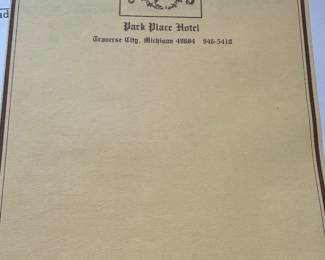 Park Place Hotel
Traverse City, Michigan 49684 946-5410